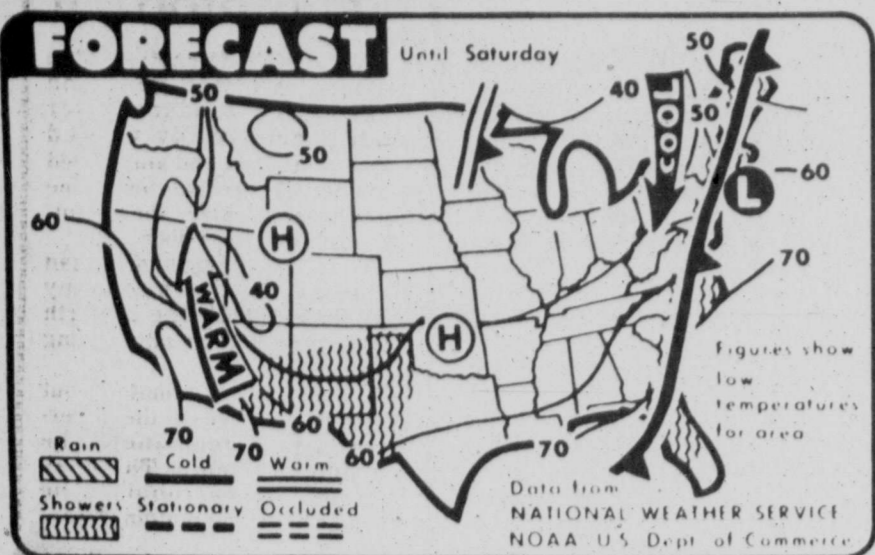 FORECAST
Until Saturday
50
50
50
40
COOL
50
60
L
60
H
70
40
WARM
H
Figures show
low
temperatures
for area
70
70
60
60
70
Rain
Cold
Warm
Showers
Stationary
Occluded
Data from
NATIONAL WEATHER SERVICE
NOAA U.S. Dept. of Commerce